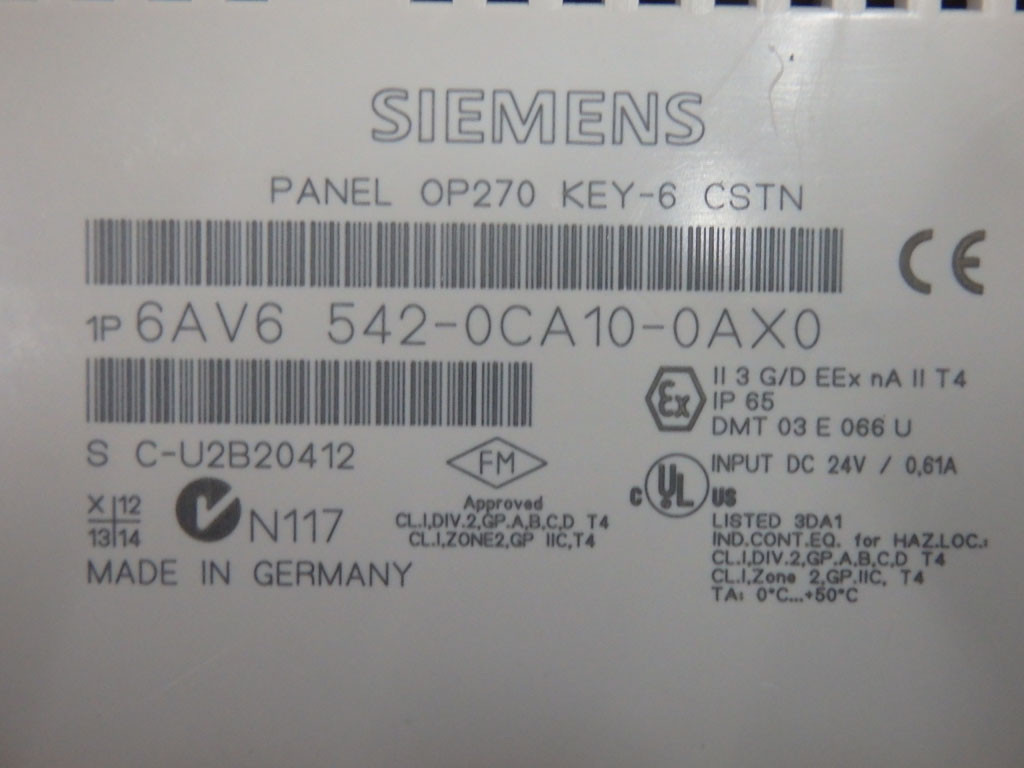 SIEMENS
PANEL OP270 KEY-6 CSTN
CE
1P 6AV6 542-0CA10-0AX0
Ex
II 3 G/D EEx nA II T4
IP 65
DMT 03 E 066 U
S C-U2B20412
FM
Approved
CL.I,DIV.2,GP.A,B,C,D T4
CL.I,ZONE2,GP IIC,T4
X 12
13 14
N117
MADE IN GERMANY
INPUT DC 24V / 0,61A
C UL US
LISTED 3DA1
IND.CONT.EQ. for HAZ.LOC.:
CL.I,DIV.2,GP.A,B,C,D T4
CL.I,Zone 2,GP.IIC, T4
TA: 0°C...+50°C